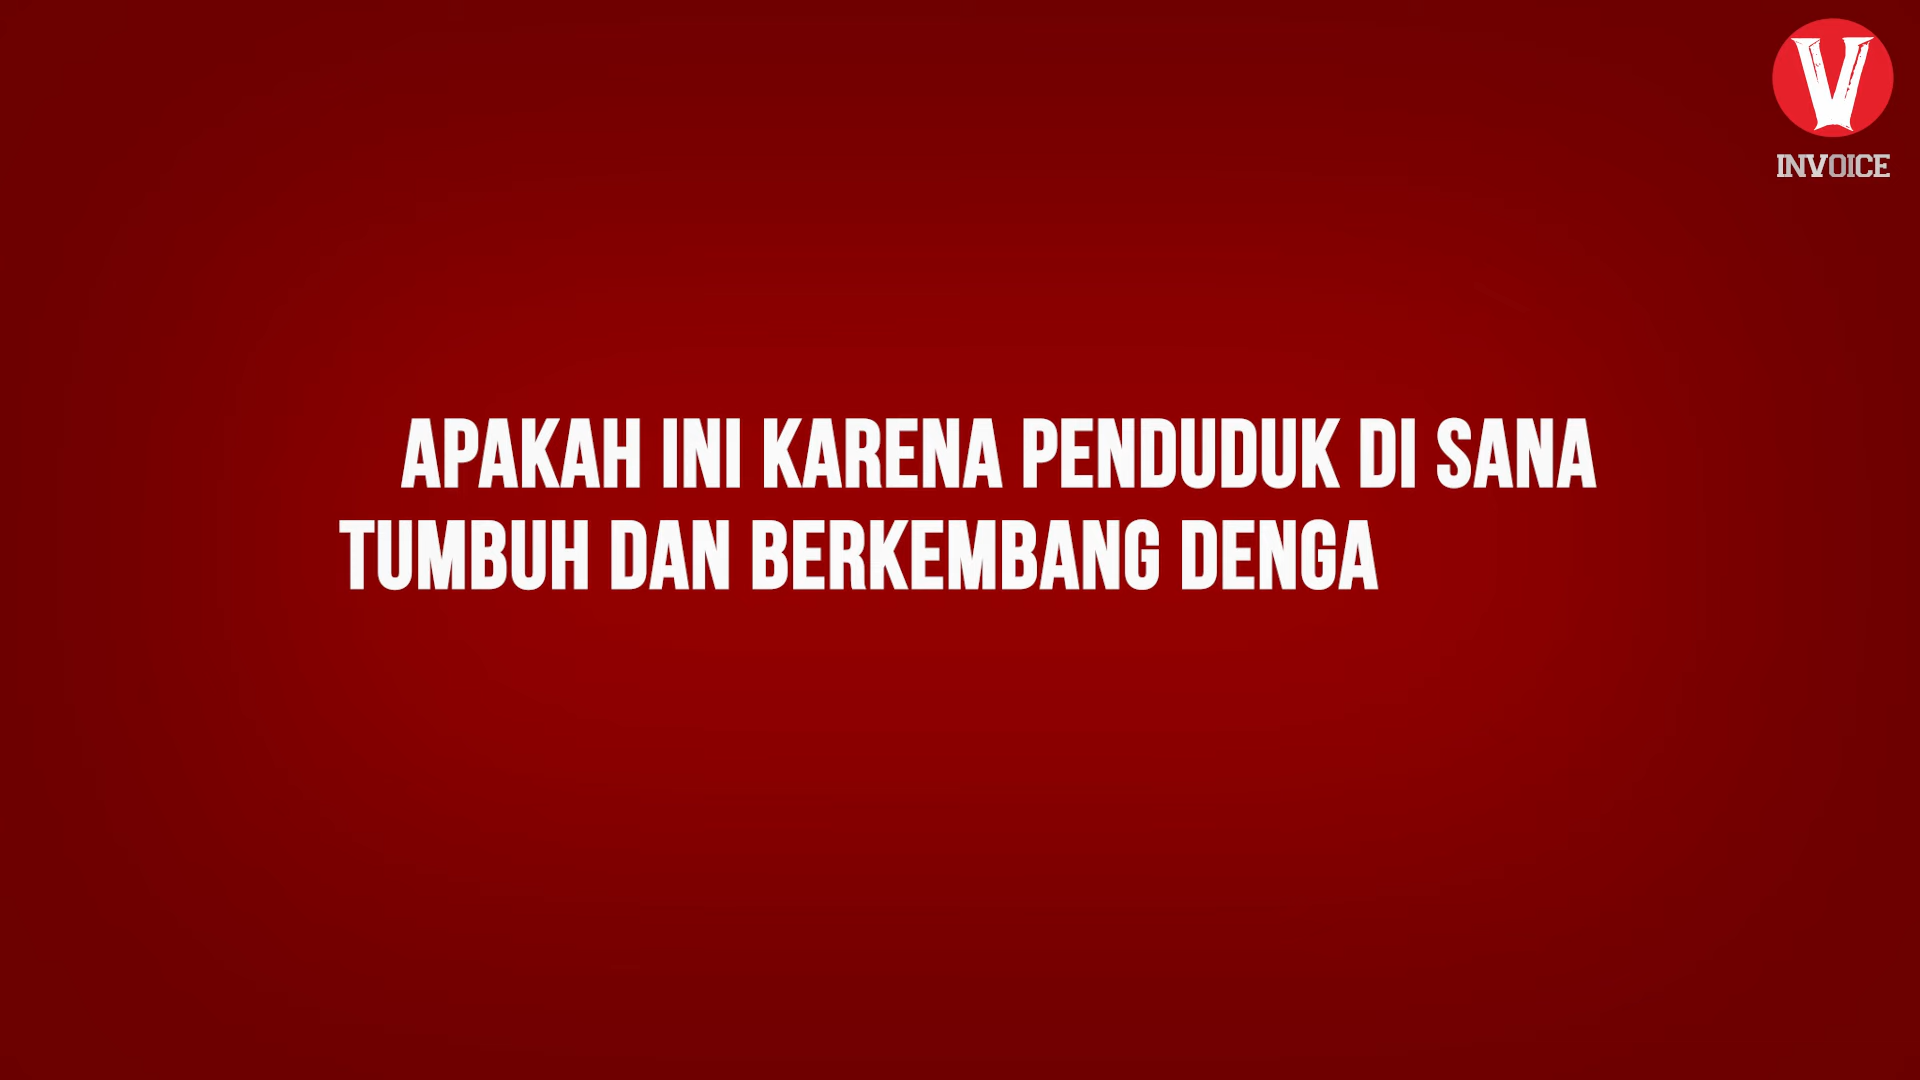 V
INVOICE
APAKAH INI KARENA PENDUDUK DI SANA
TUMBUH DAN BERKEMBANG DENGA